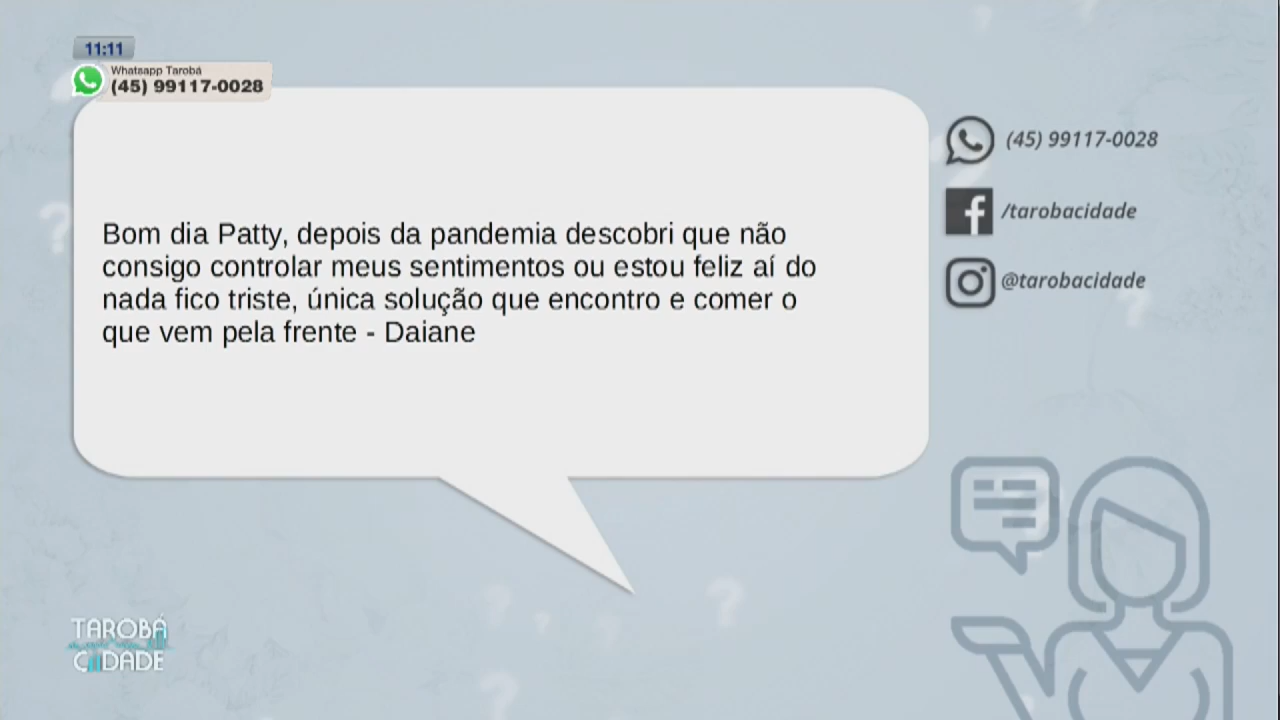 11:11
Whatsapp Tarobá
(45) 99117-0028
Bom dia Patty, depois da pandemia descobri que não
consigo controlar meus sentimentos ou estou feliz aí do
nada fico triste, única solução que encontro e comer o
que vem pela frente - Daiane
(45) 99117-0028
/tarobacidade
@tarobacidade
TAROBÁ
CIDADE